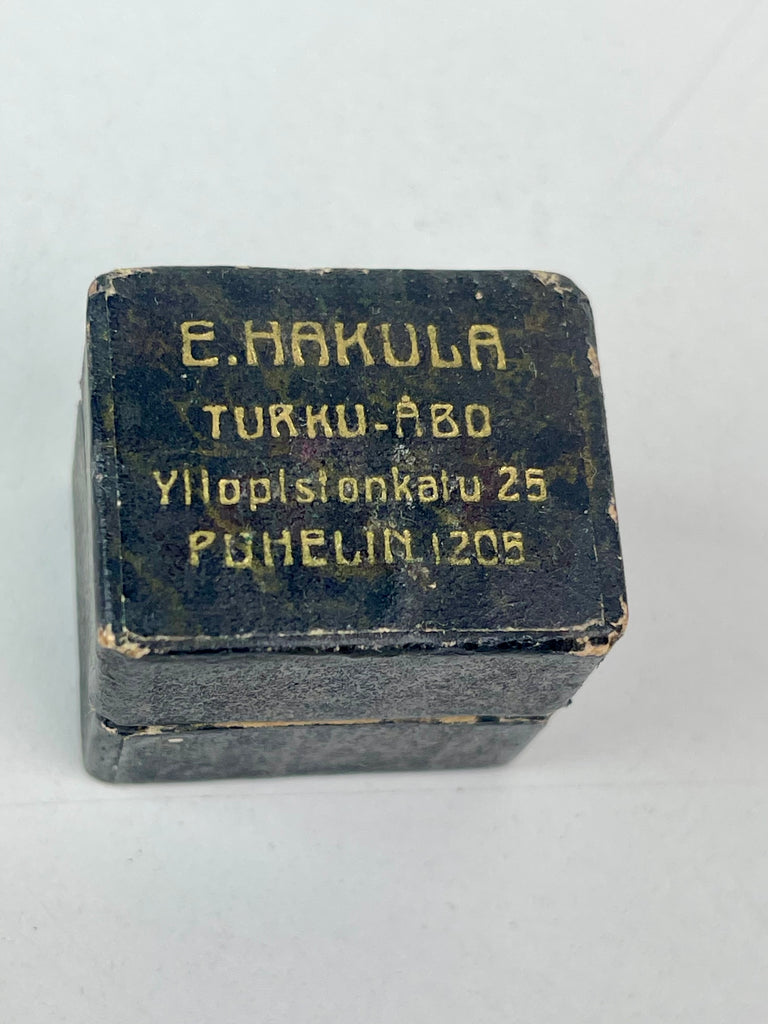 E.HAKULA
TURKU-ÅBO
Yliopistonkatu 25
PUHELIN.1205